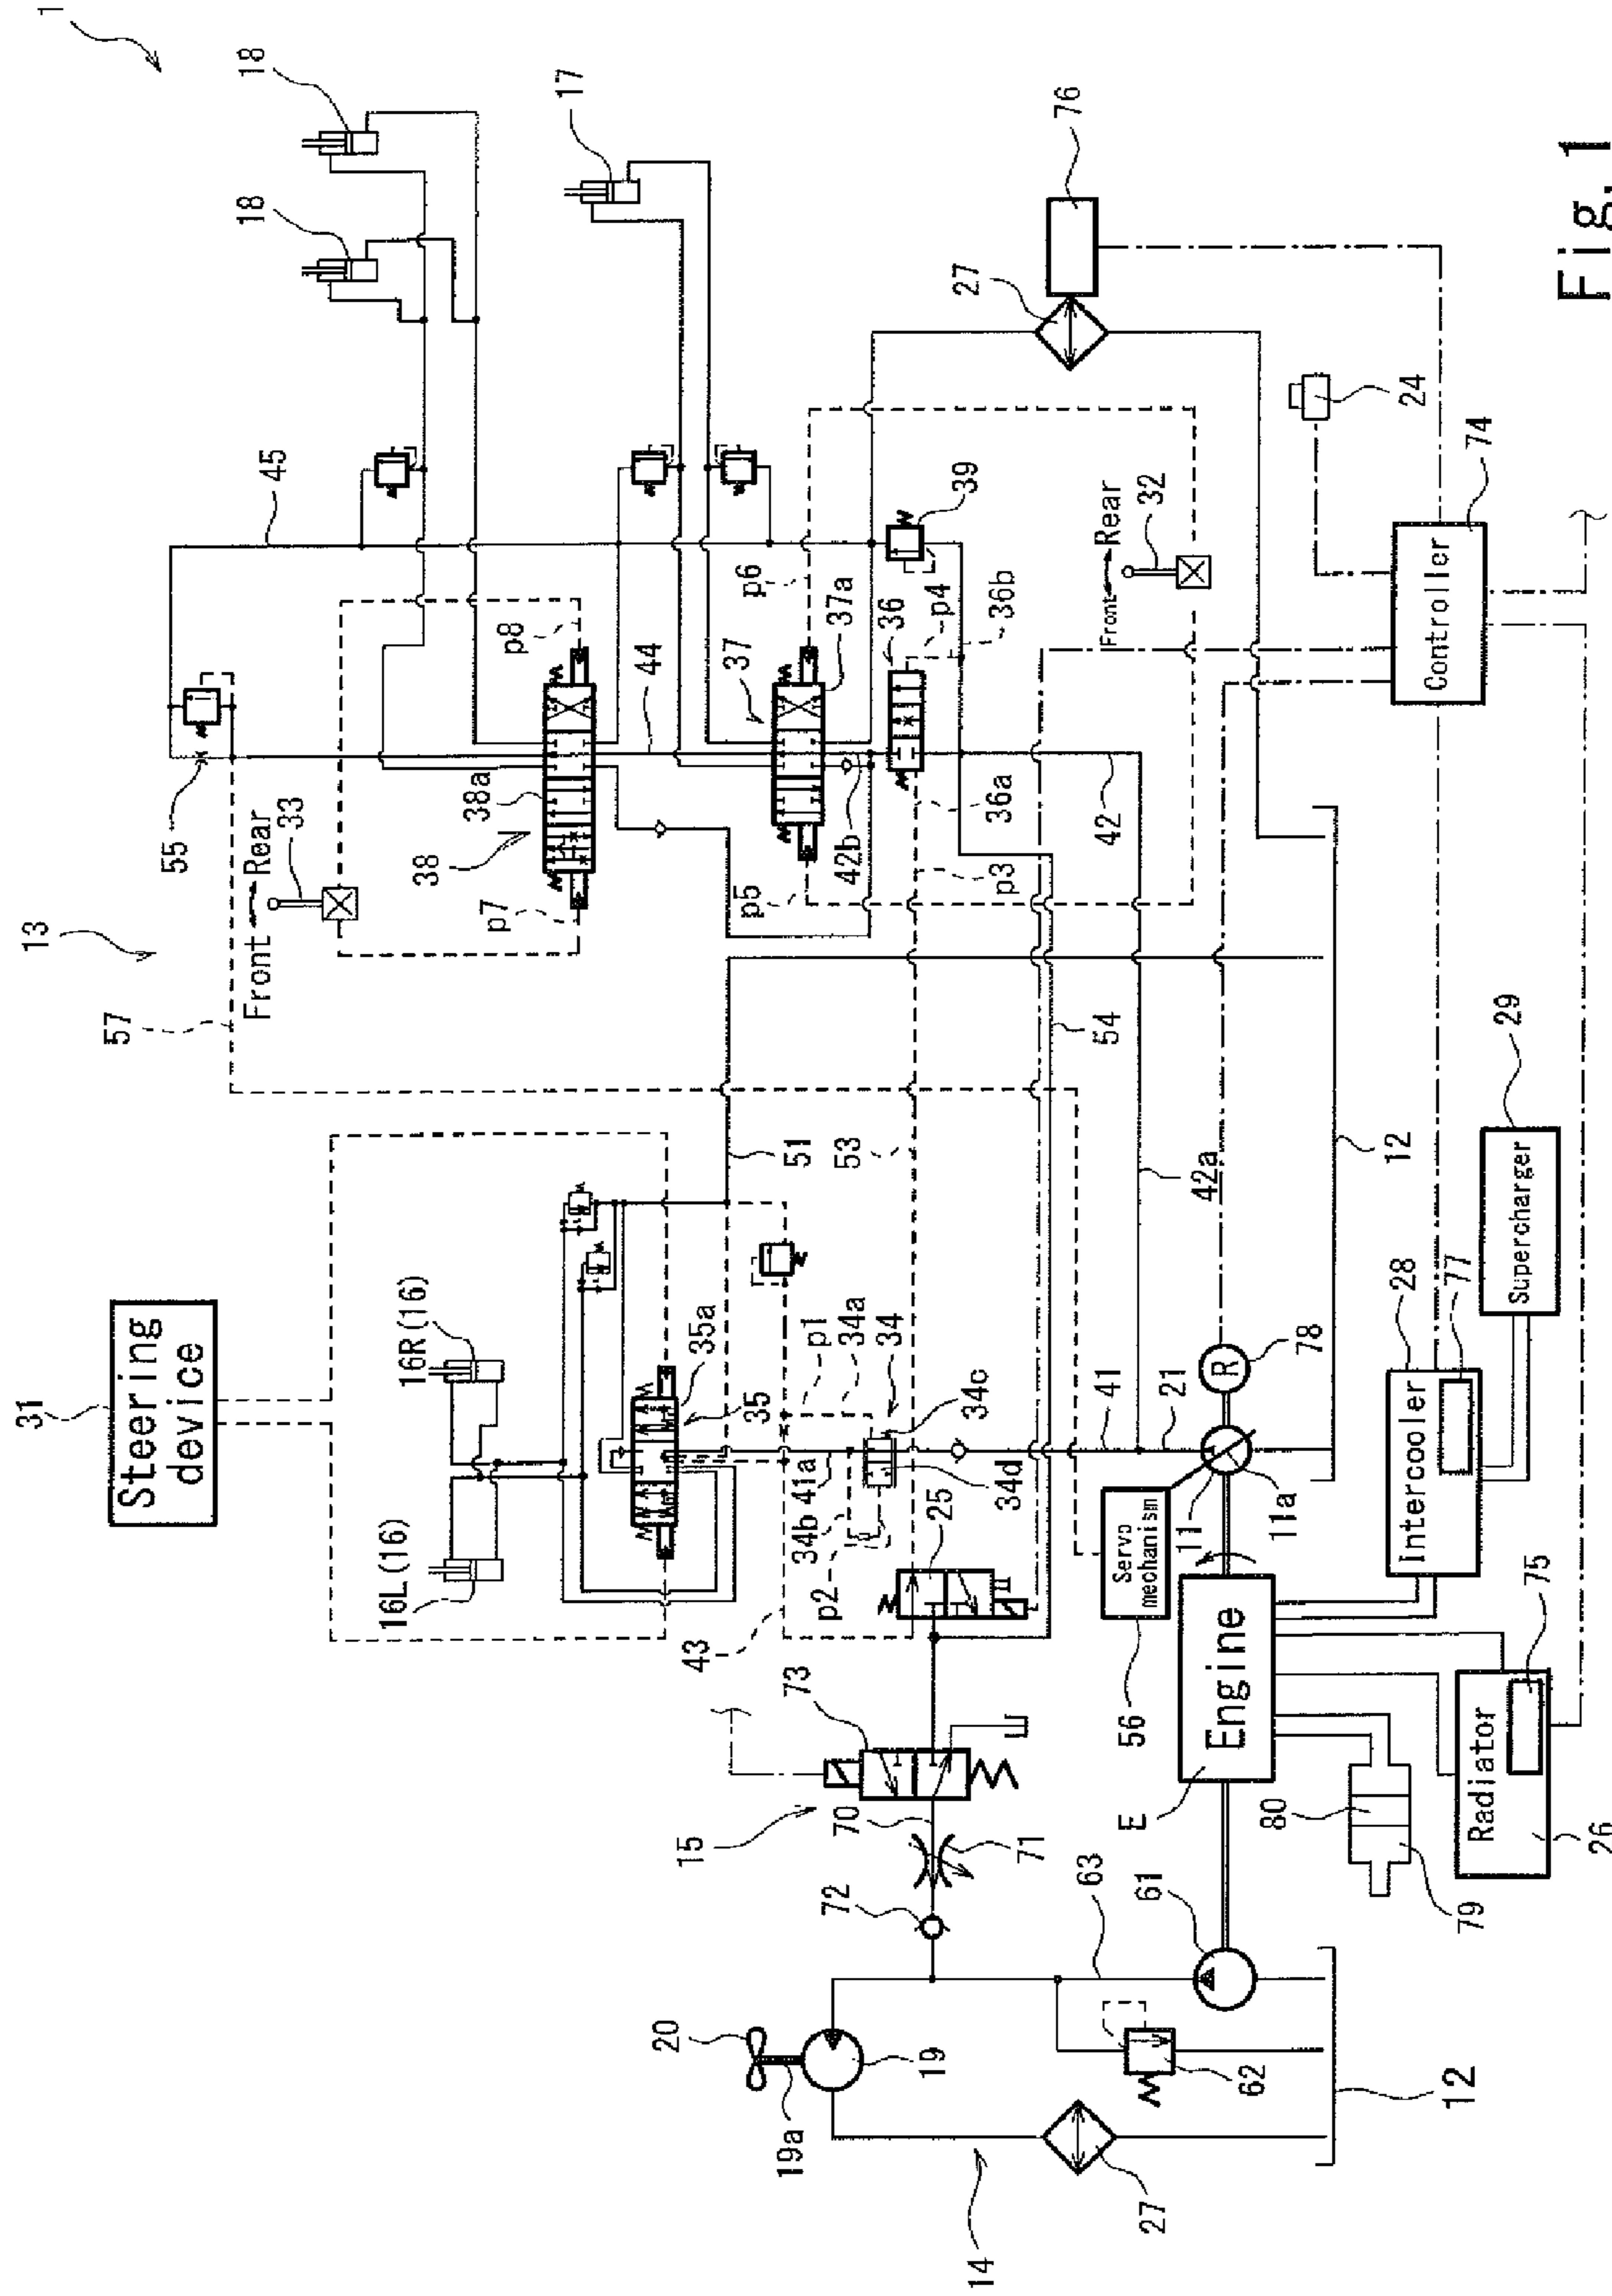 1
13
31
Steering
device
16L(16)
16R(16)
57
55
33
Front
Rear
45
18
18
17
76
38
38a
p7
p8
44
37
37a
p5
p6
42b
36
36a
36b
p3
p4
39
27
Front
Rear
32
24
74
Controller
42
42a
54
53
51
43
35
35a
p1
34a
34
34c
34d
34b
41a
p2
25
41
21
11
11a
78
R
12
56
Servo
mechanism
15
73
70
71
72
63
61
62
E
Engine
28
Intercooler
77
29
Supercharger
75
Radiator
26
80
79
20
19a
19
27
14
12
Fig. 1